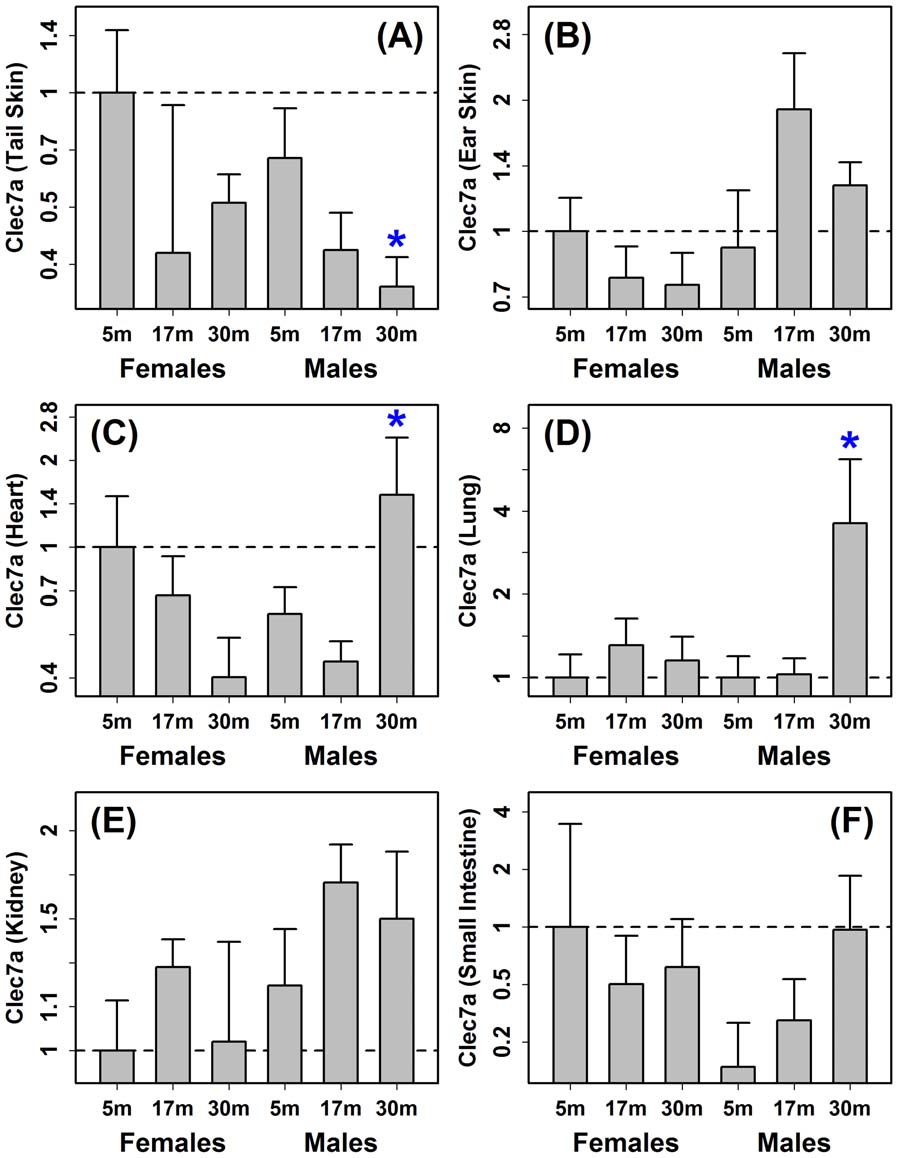 (A)
Clec7a (Tail Skin)
1.4
1
0.7
0.5
0.4
*
5m 17m 30m 5m 17m 30m
Females Males
(B)
Clec7a (Ear Skin)
2.8
2
1.4
1
0.7
5m 17m 30m 5m 17m 30m
Females Males
(C)
Clec7a (Heart)
2.8
2
1.4
1
0.7
0.4
*
5m 17m 30m 5m 17m 30m
Females Males
(D)
Clec7a (Lung)
8
4
2
1
*
5m 17m 30m 5m 17m 30m
Females Males
(E)
Clec7a (Kidney)
2
1.5
1.1
1
5m 17m 30m 5m 17m 30m
Females Males
(F)
Clec7a (Small Intestine)
4
2
1
0.5
0.2
5m 17m 30m 5m 17m 30m
Females Males